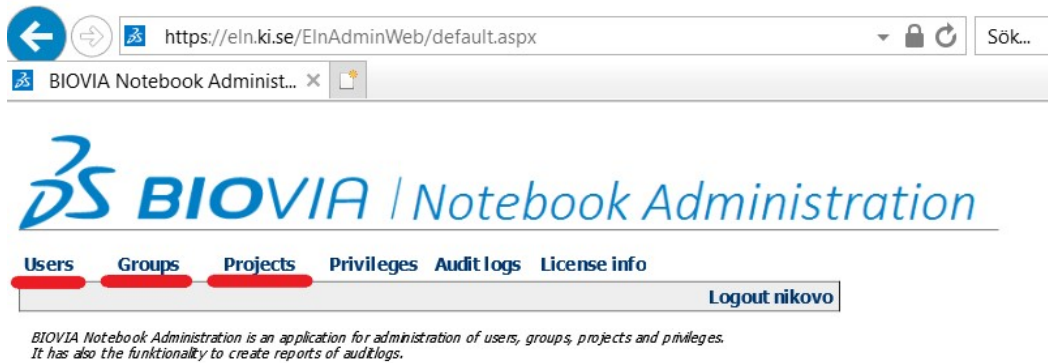 https://eln.ki.se/ElnAdminWeb/default.aspx
Sök...
BIOVIA Notebook Administ...
BIOVIA | Notebook Administration
Users Groups Projects Privileges Audit logs License info
Logout nikovo
BIOVIA Notebook Administration is an application for administration of users, groups, projects and privileges.
It has also the funktionality to create reports of auditlogs.